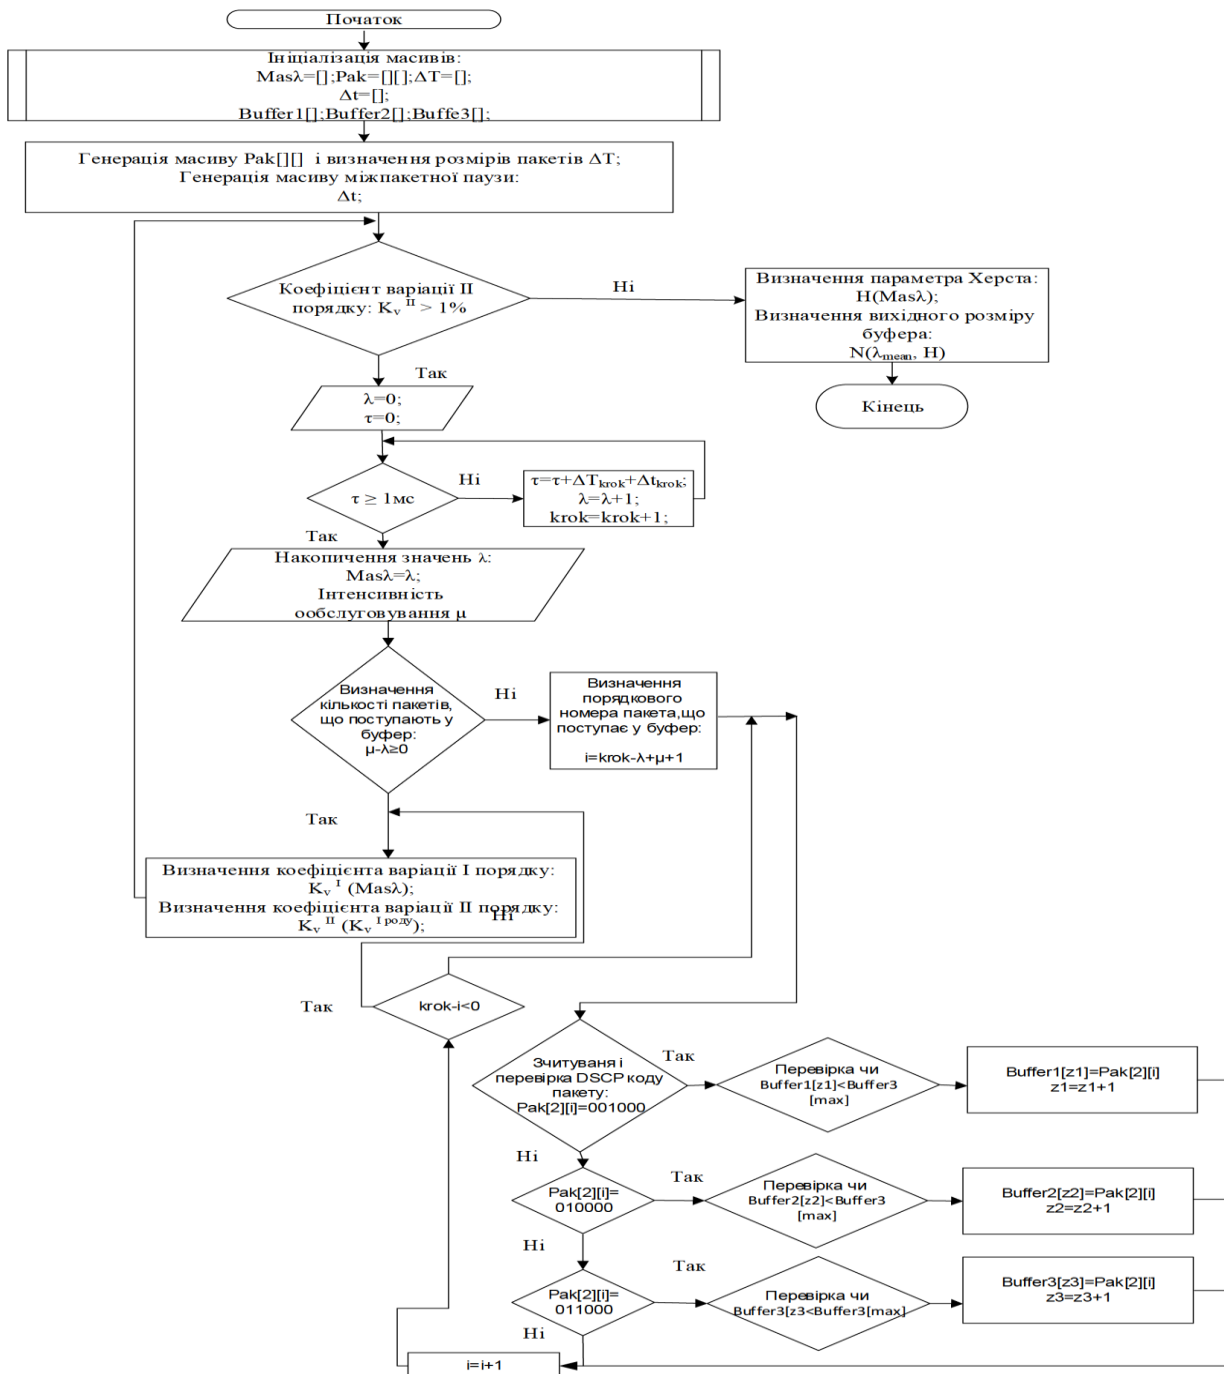 Початок
Ініціалізація масивів:
Masλ=[];Pak=[][];ΔT=[];
Δt=[];
Buffer1[];Buffer2[];Buffe3[];
Генерація масиву Pak[][] і визначення розмірів пакетів ΔT;
Генерація масиву міжпакетної паузи:
Δt;
Коефіцієнт варіації II
порядку: Kᵥ ᴵᴵ > 1%
Ні
Визначення параметра Херста:
H(Masλ);
Визначення вихідного розміру
буфера:
N(λmean, H)
Кінець
Так
λ=0;
τ=0;
τ ≥ 1мс
Ні
τ=τ+ΔTkrok+Δtkrok;
λ=λ+1;
krok=krok+1;
Так
Накопичення значень λ:
Masλ=λ;
Інтенсивність
ообслуговування μ
Визначення
кількості пакетів,
що поступають у
буфер:
μ-λ≥0
Ні
Визначення
порядкового
номера пакета,що
поступає у буфер:
i=krok-λ+μ+1
Так
Визначення коефіцієнта варіації I порядку:
Kᵥ ᴵ (Masλ);
Визначення коефіцієнта варіації II порядку:
Kᵥ ᴵᴵ (Kᵥ ᴵ ʳᵒᵈʸ);
Ні
Так
krok-i<0
Зчитуваня і
перевірка DSCP коду
пакету:
Pak[2][i]=001000
Так
Перевірка чи
Buffer1[z1]<Buffer3
[max]
Buffer1[z1]=Pak[2][i]
z1=z1+1
Ні
Pak[2][i]=
010000
Так
Перевірка чи
Buffer2[z2]<Buffer3
[max]
Buffer2[z2]=Pak[2][i]
z2=z2+1
Ні
Pak[2][i]=
011000
Так
Перевірка чи
Buffer3[z3<Buffer3[max]
Buffer3[z3]=Pak[2][i]
z3=z3+1
Ні
i=i+1